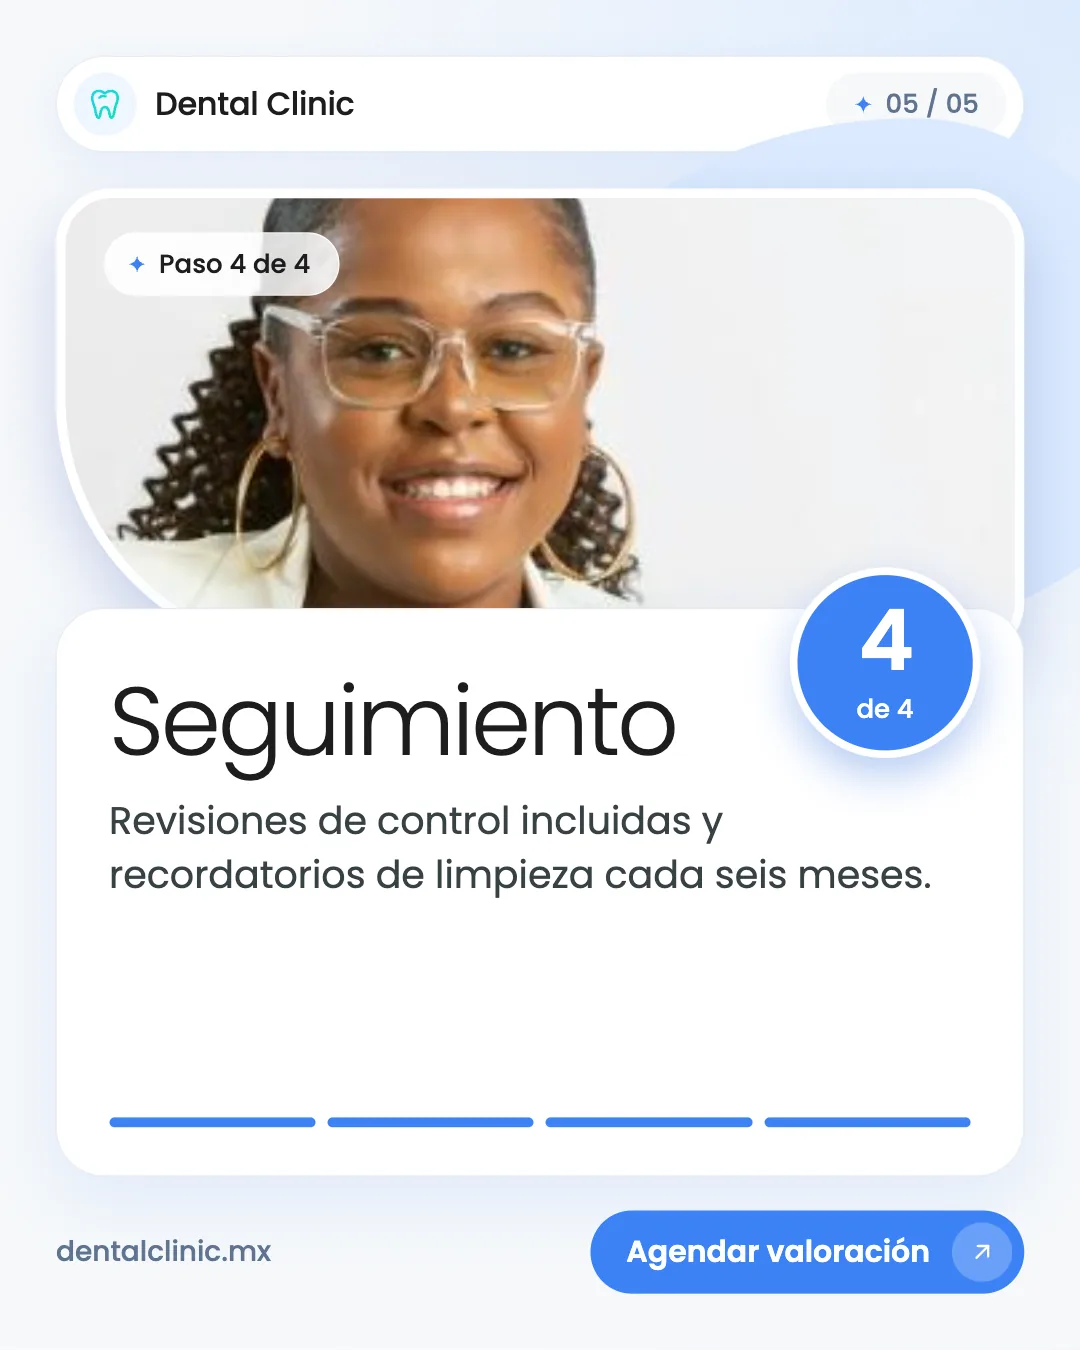 Dental Clinic
05 / 05
Paso 4 de 4
4
de 4
Seguimiento
Revisiones de control incluidas y
recordatorios de limpieza cada seis meses.
dentalclinic.mx
Agendar valoración